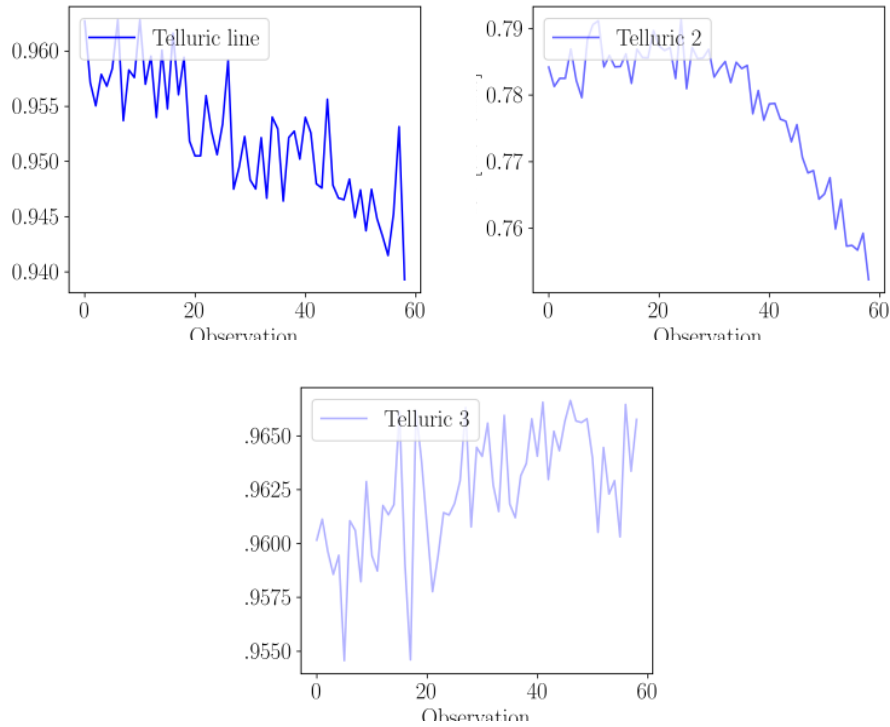 Telluric line
0.960
0.955
0.950
0.945
0.940
0 20 40 60
Observation
Telluric 2
0.79
0.78
0.77
0.76
0 20 40 60
Observation
Telluric 3
.9650
.9625
.9600
.9575
.9550
0 20 40 60
Observation